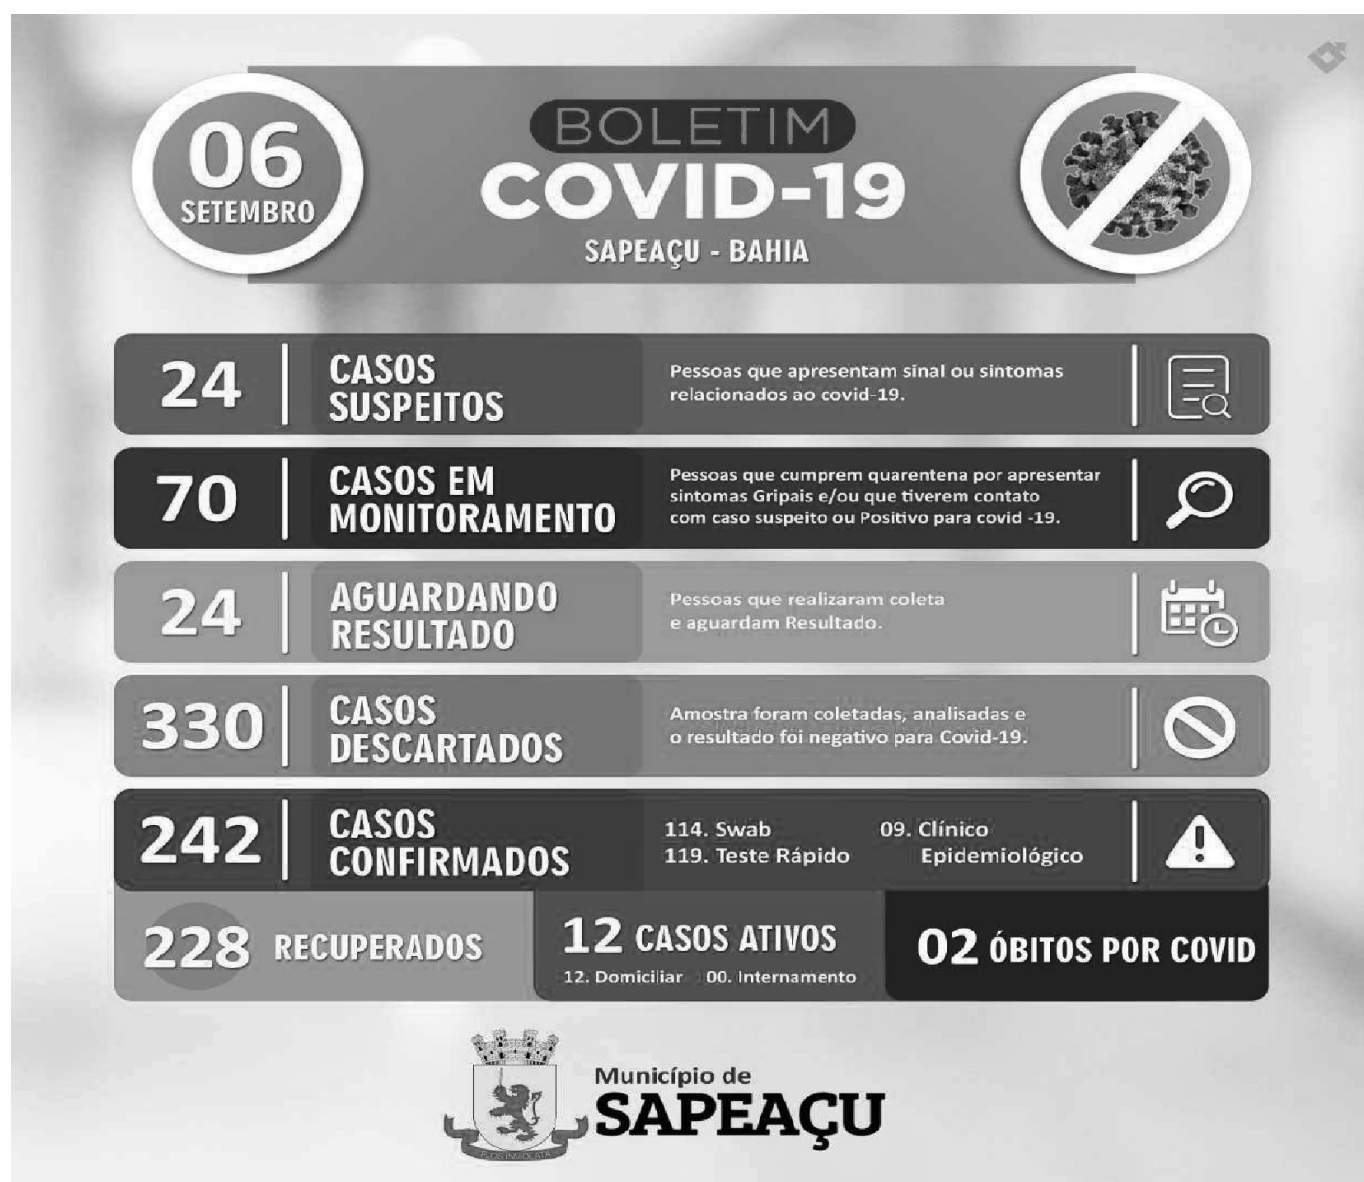 06
SETEMBRO
BOLETIM
COVID-19
SAPEAÇU - BAHIA
24
CASOS
SUSPEITOS
Pessoas que apresentam sinal ou sintomas
relacionados ao covid-19.
70
CASOS EM
MONITORAMENTO
Pessoas que cumprem quarentena por apresentar
sintomas Gripais e/ou que tiverem contato
com caso suspeito ou Positivo para covid -19.
24
AGUARDANDO
RESULTADO
Pessoas que realizaram coleta
e aguardam Resultado.
330
CASOS
DESCARTADOS
Amostra foram coletadas, analisadas e
o resultado foi negativo para Covid-19.
242
CASOS
CONFIRMADOS
114. Swab
119. Teste Rápido
09. Clínico
Epidemiológico
228 RECUPERADOS
12 CASOS ATIVOS
12. Domiciliar 00. Internamento
02 ÓBITOS POR COVID
Município de
SAPEAÇU